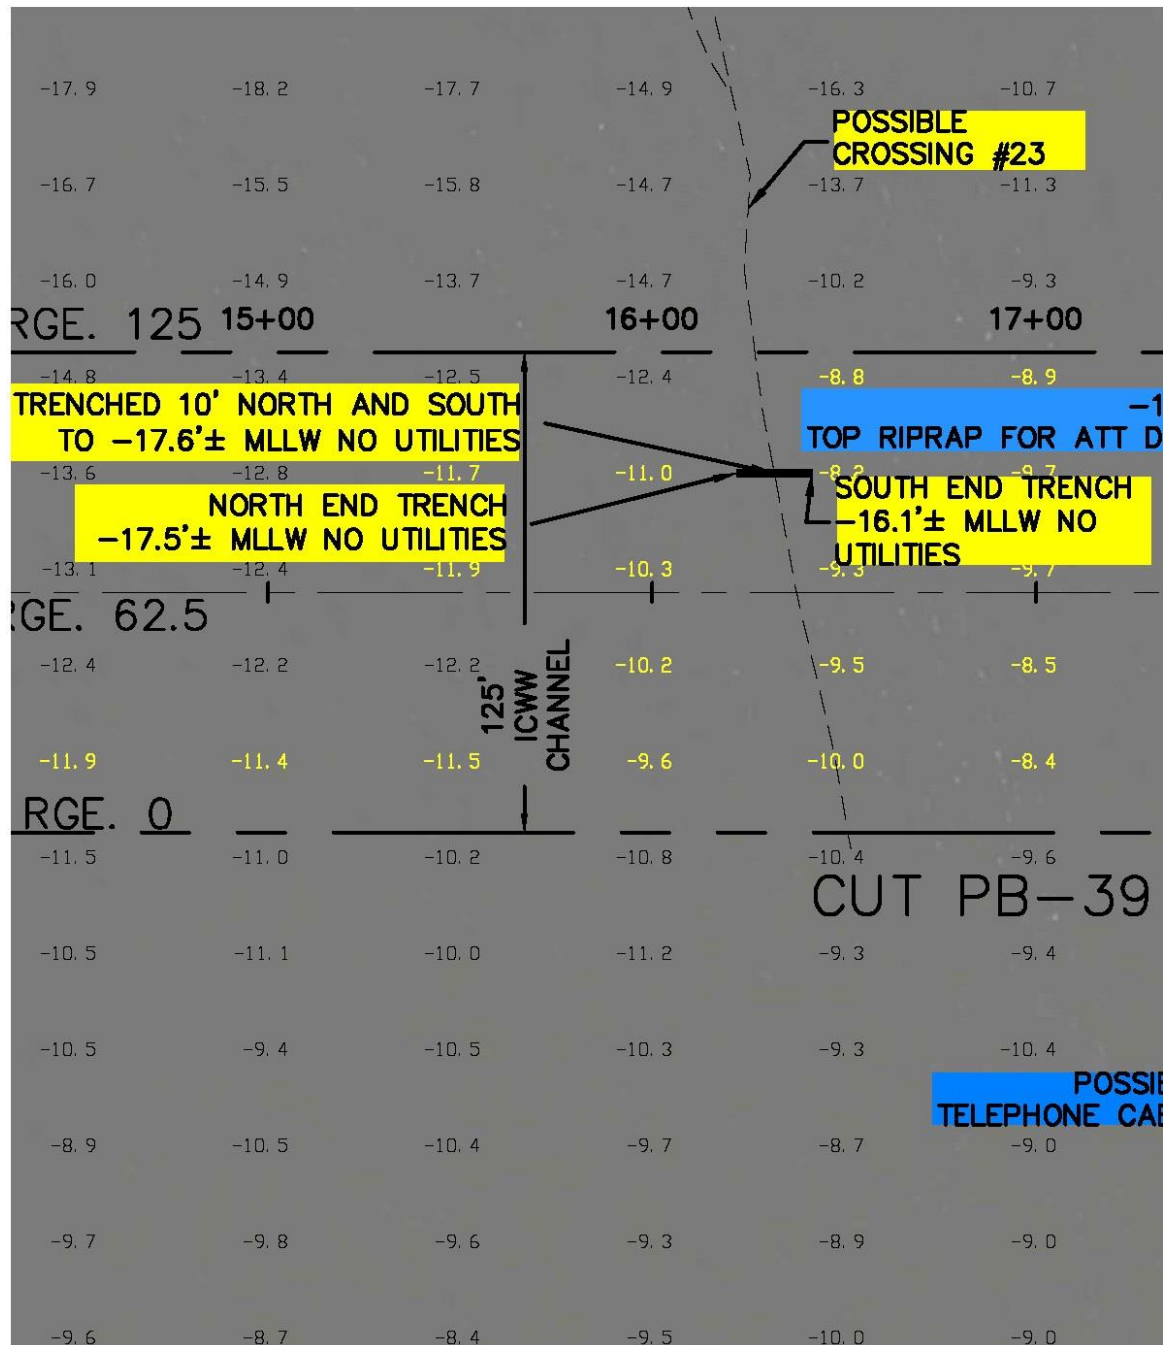 -17.9 -18.2 -17.7 -14.9 -16.3 -10.7
POSSIBLE
CROSSING #23
-16.7 -15.5 -15.8 -14.7 -13.7 -11.3
-16.0 -14.9 -13.7 -14.7 -10.2 -9.3
RGE. 125 15+00 16+00 17+00
-14.8 -13.4 -12.5 -12.4 -8.8 -8.9
TRENCHED 10' NORTH AND SOUTH
TO -17.6'± MLLW NO UTILITIES
-1
TOP RIPRAP FOR ATT D
-13.6 -12.8 -11.7 -11.0 -8.2 -9.7
NORTH END TRENCH
-17.5'± MLLW NO UTILITIES
SOUTH END TRENCH
-16.1'± MLLW NO
UTILITIES
-13.1 -12.4 -11.9 -10.3 -9.3 -9.7
RGE. 62.5
-12.4 -12.2 -12.2 -10.2 -9.5 -8.5
125'
ICWW
CHANNEL
-11.9 -11.4 -11.5 -9.6 -10.0 -8.4
RGE. 0
-11.5 -11.0 -10.2 -10.8 -10.4 -9.6
CUT PB-39
-10.5 -11.1 -10.0 -11.2 -9.3 -9.4
-10.5 -9.4 -10.5 -10.3 -9.3 -10.4
POSSIB
TELEPHONE CAB
-8.9 -10.5 -10.4 -9.7 -8.7 -9.0
-9.7 -9.8 -9.6 -9.3 -8.9 -9.0
-9.6 -8.7 -8.4 -9.5 -10.0 -9.0